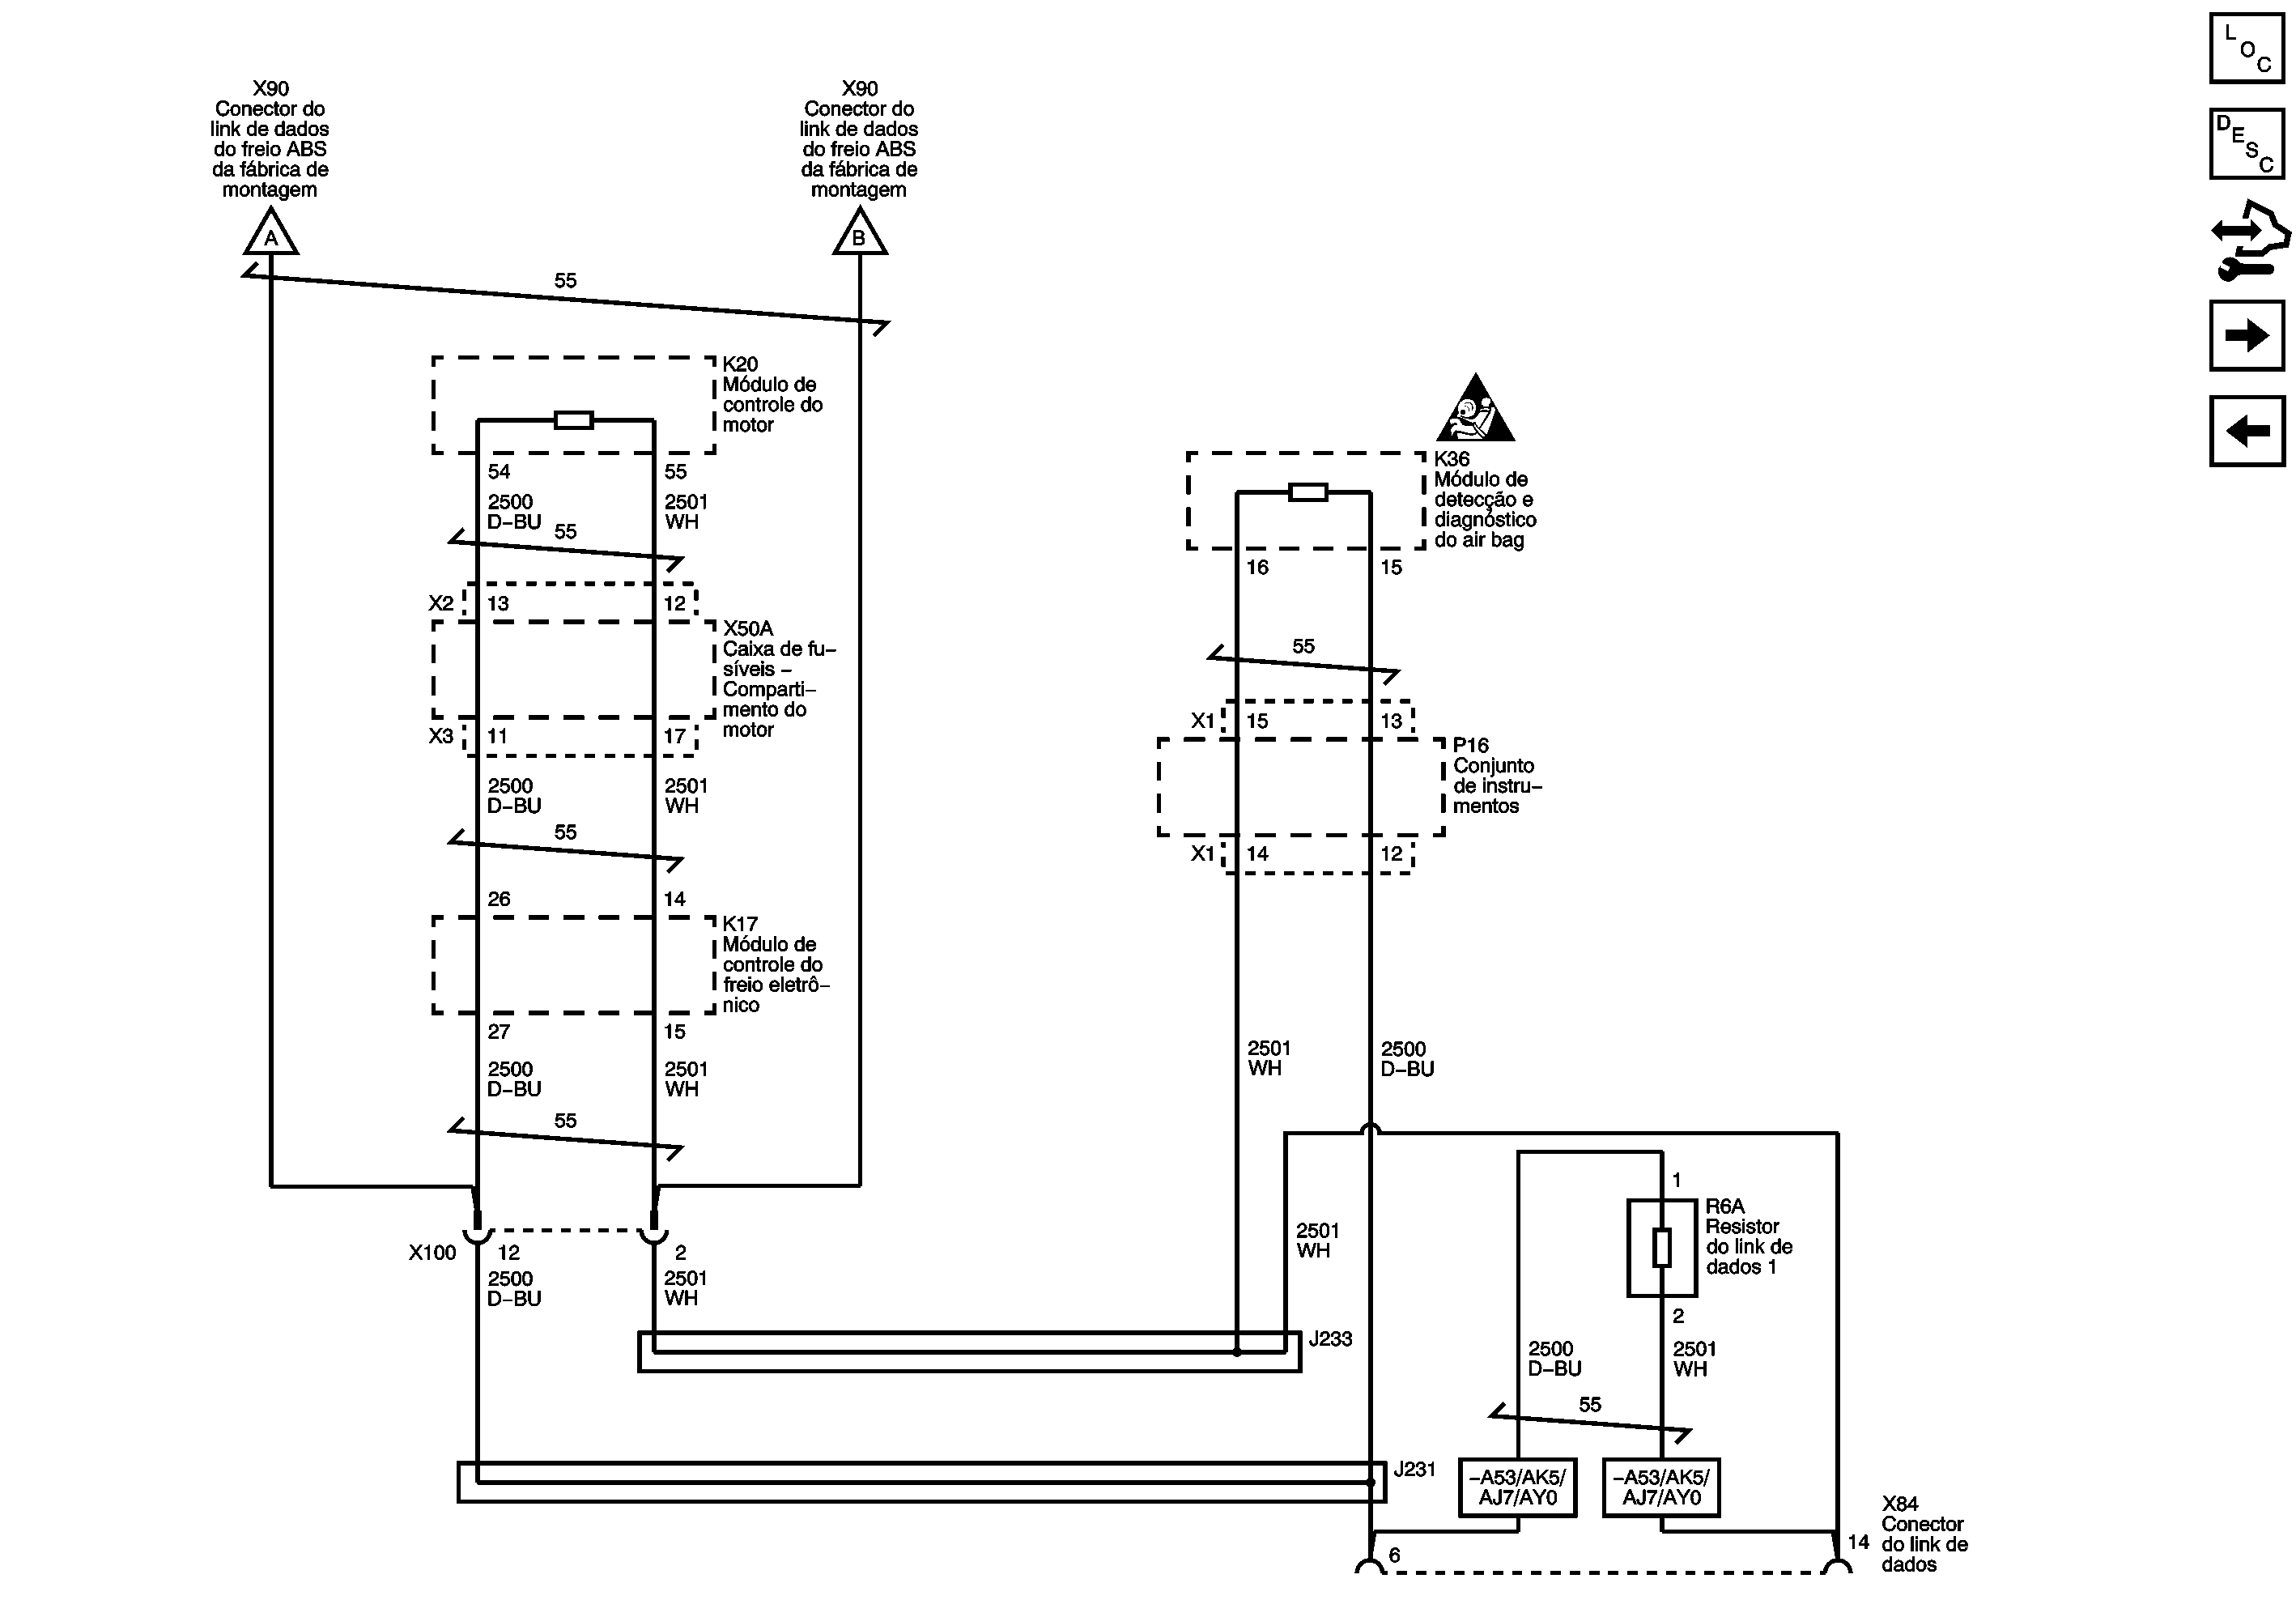 L
O
C
D
E
S
C
X90
Conector do
link de dados
do freio ABS
da fábrica de
montagem
A
X90
Conector do
link de dados
do freio ABS
da fábrica de
montagem
B
55
K20
Módulo de
controle do
motor
54
55
2500
D–BU
2501
WH
55
X2
13
12
X50A
Caixa de fu–
síveis –
Comparti–
mento do
motor
X3
11
17
2500
D–BU
2501
WH
55
26
14
K17
Módulo de
controle do
freio eletrô–
nico
27
15
2500
D–BU
2501
WH
55
X100
12
2
2500
D–BU
2501
WH
K36
Módulo de
detecção e
diagnóstico
do air bag
16
15
55
X1
15
13
P16
Conjunto
de instru–
mentos
X1
14
12
2501
WH
2500
D–BU
2501
WH
J233
J231
1
R6A
Resistor
do link de
dados 1
2
2500
D–BU
2501
WH
55
–A53/AK5/
AJ7/AY0
–A53/AK5/
AJ7/AY0
6
14
X84
Conector
do link de
dados